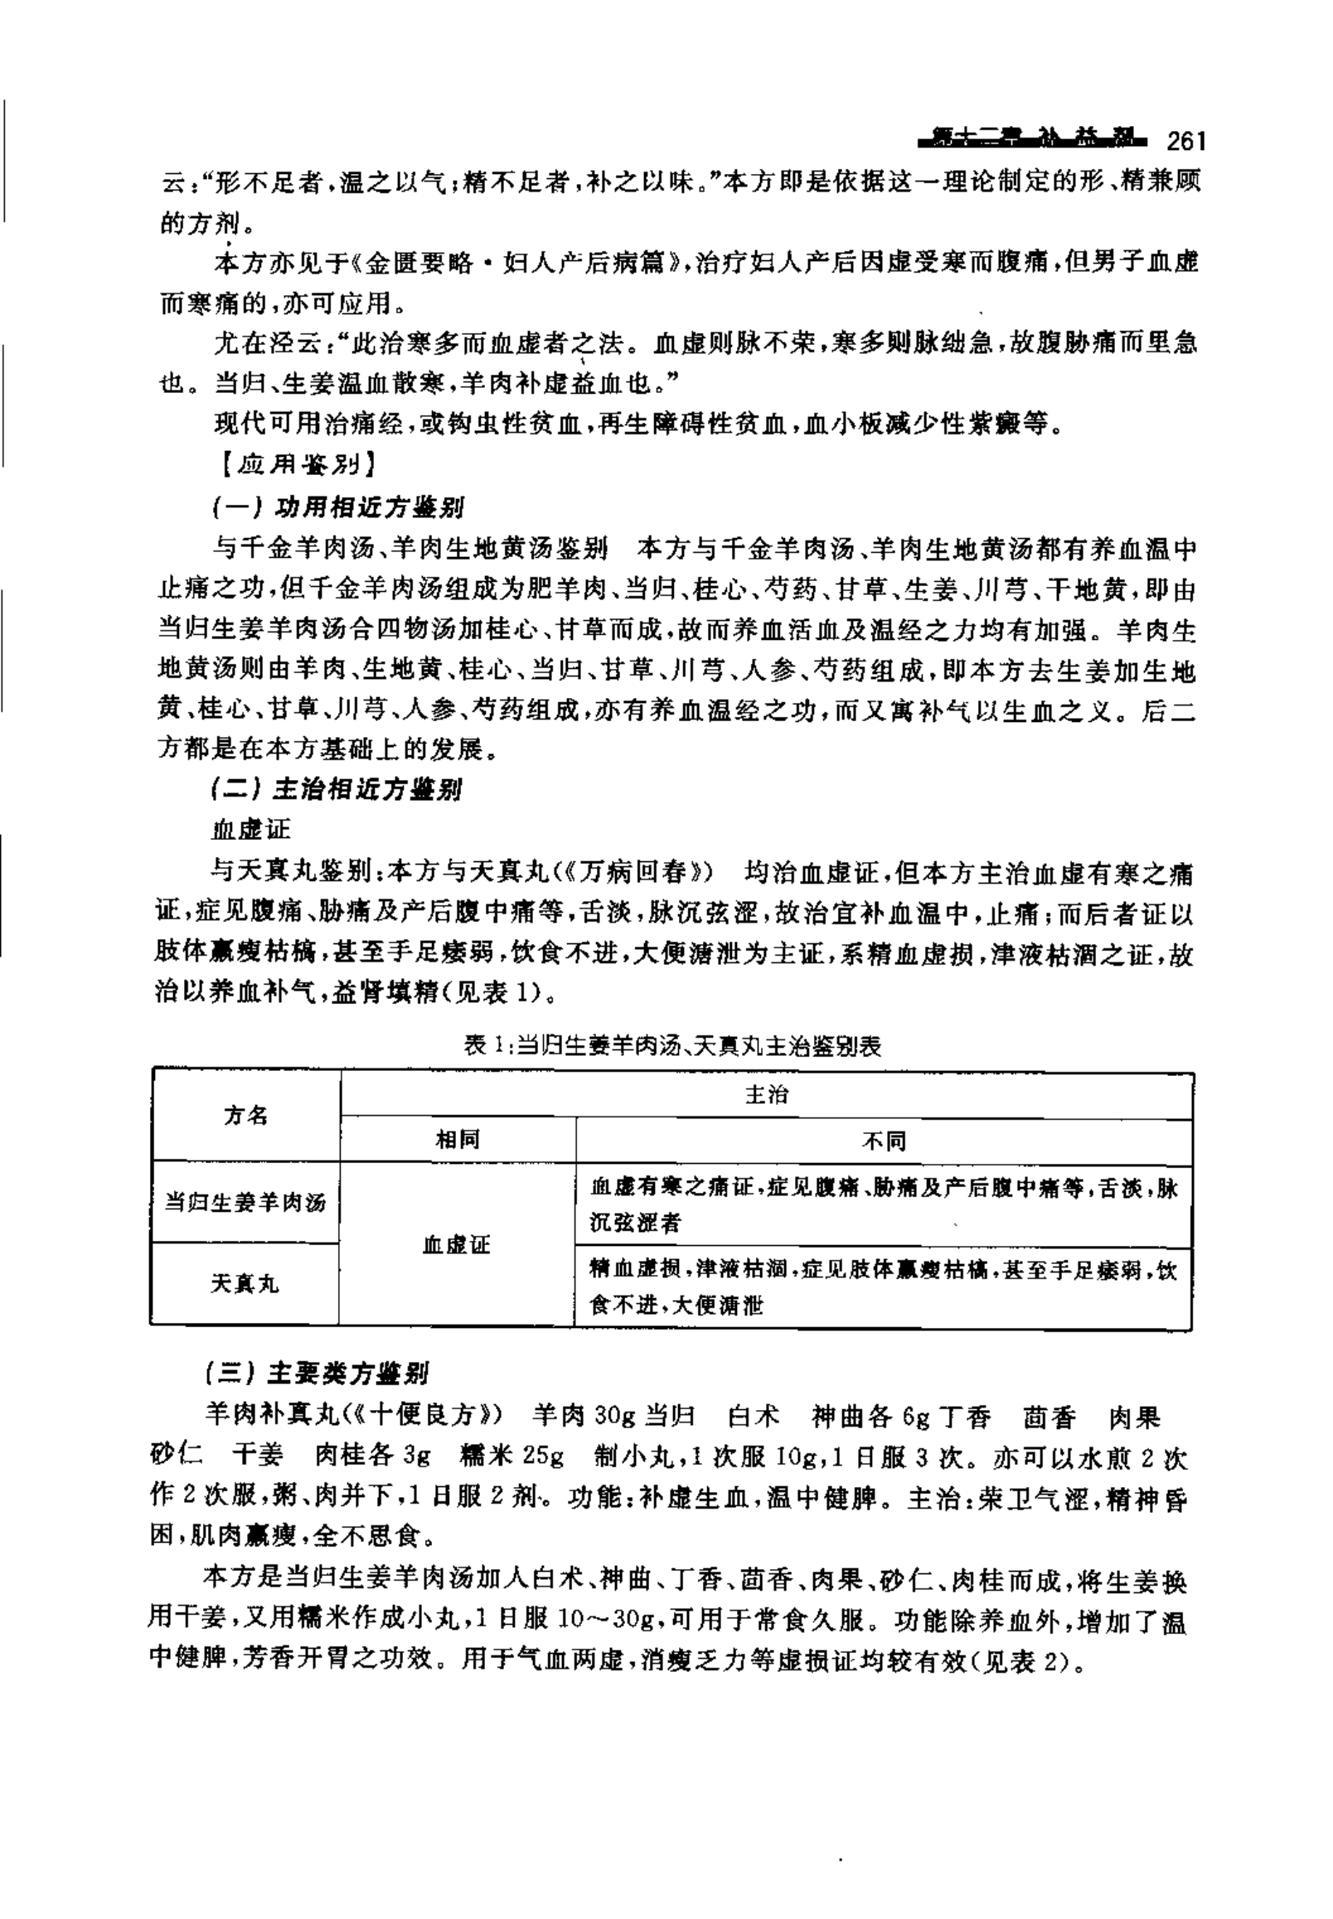 第十二章 补益剂 261
云:“形不足者,温之以气;精不足者,补之以味。”本方即是依据这一理论制定的形、精兼顾
的方剂。
本方亦见于《金匮要略·妇人产后病篇》,治疗妇人产后因虚受寒而腹痛,但男子血虚
而寒痛的,亦可应用。
尤在泾云:“此治寒多而血虚者之法。血虚则脉不荣,寒多则脉绌急,故腹胁痛而里急
也。当归、生姜温血散寒,羊肉补虚益血也。”
现代可用治痛经,或钩虫性贫血,再生障碍性贫血,血小板减少性紫癜等。
【应用鉴别】
(一)功用相近方鉴别
与千金羊肉汤、羊肉生地黄汤鉴别 本方与千金羊肉汤、羊肉生地黄汤都有养血温中
止痛之功,但千金羊肉汤组成为肥羊肉、当归、桂心、芍药、甘草、生姜、川芎、干地黄,即由
当归生姜羊肉汤合四物汤加桂心、甘草而成,故而养血活血及温经之力均有加强。羊肉生
地黄汤则由羊肉、生地黄、桂心、当归、甘草、川芎、人参、芍药组成,即本方去生姜加生地
黄、桂心、甘草、川芎、人参、芍药组成,亦有养血温经之功,而又寓补气以生血之义。后二
方都是在本方基础上的发展。
(二)主治相近方鉴别
血虚证
与天真丸鉴别:本方与天真丸(《万病回春》) 均治血虚证,但本方主治血虚有寒之痛
证,症见腹痛、胁痛及产后腹中痛等,舌淡,脉沉弦涩,故治宜补血温中,止痛;而后者证以
肢体羸瘦枯槁,甚至手足痿弱,饮食不进,大便溏泄为主证,系精血虚损,津液枯涸之证,故
治以养血补气,益肾填精(见表1)。
表1:当归生姜羊肉汤、天真丸主治鉴别表
方名
主治
相同
不同
当归生姜羊肉汤
血虚证
血虚有寒之痛证,症见腹痛、胁痛及产后腹中痛等,舌淡,脉
沉弦涩者
天真丸
精血虚损,津液枯涸,症见肢体羸瘦枯槁,甚至手足痿弱,饮
食不进,大便溏泄
(三)主要类方鉴别
羊肉补真丸(《十便良方》) 羊肉30g当归 白术 神曲各6g丁香 茴香 肉果
砂仁 干姜 肉桂各3g 糯米25g 制小丸,1次服10g,1日服3次。亦可以水煎2次
作2次服,粥、肉并下,1日服2剂。功能:补虚生血,温中健脾。主治:荣卫气涩,精神昏
困,肌肉羸瘦,全不思食。
本方是当归生姜羊肉汤加入白术、神曲、丁香、茴香、肉果、砂仁、肉桂而成,将生姜换
用干姜,又用糯米作成小丸,1日服10~30g,可用于常食久服。功能除养血外,增加了温
中健脾,芳香开胃之功效。用于气血两虚,消瘦乏力等虚损证均较有效(见表2)。